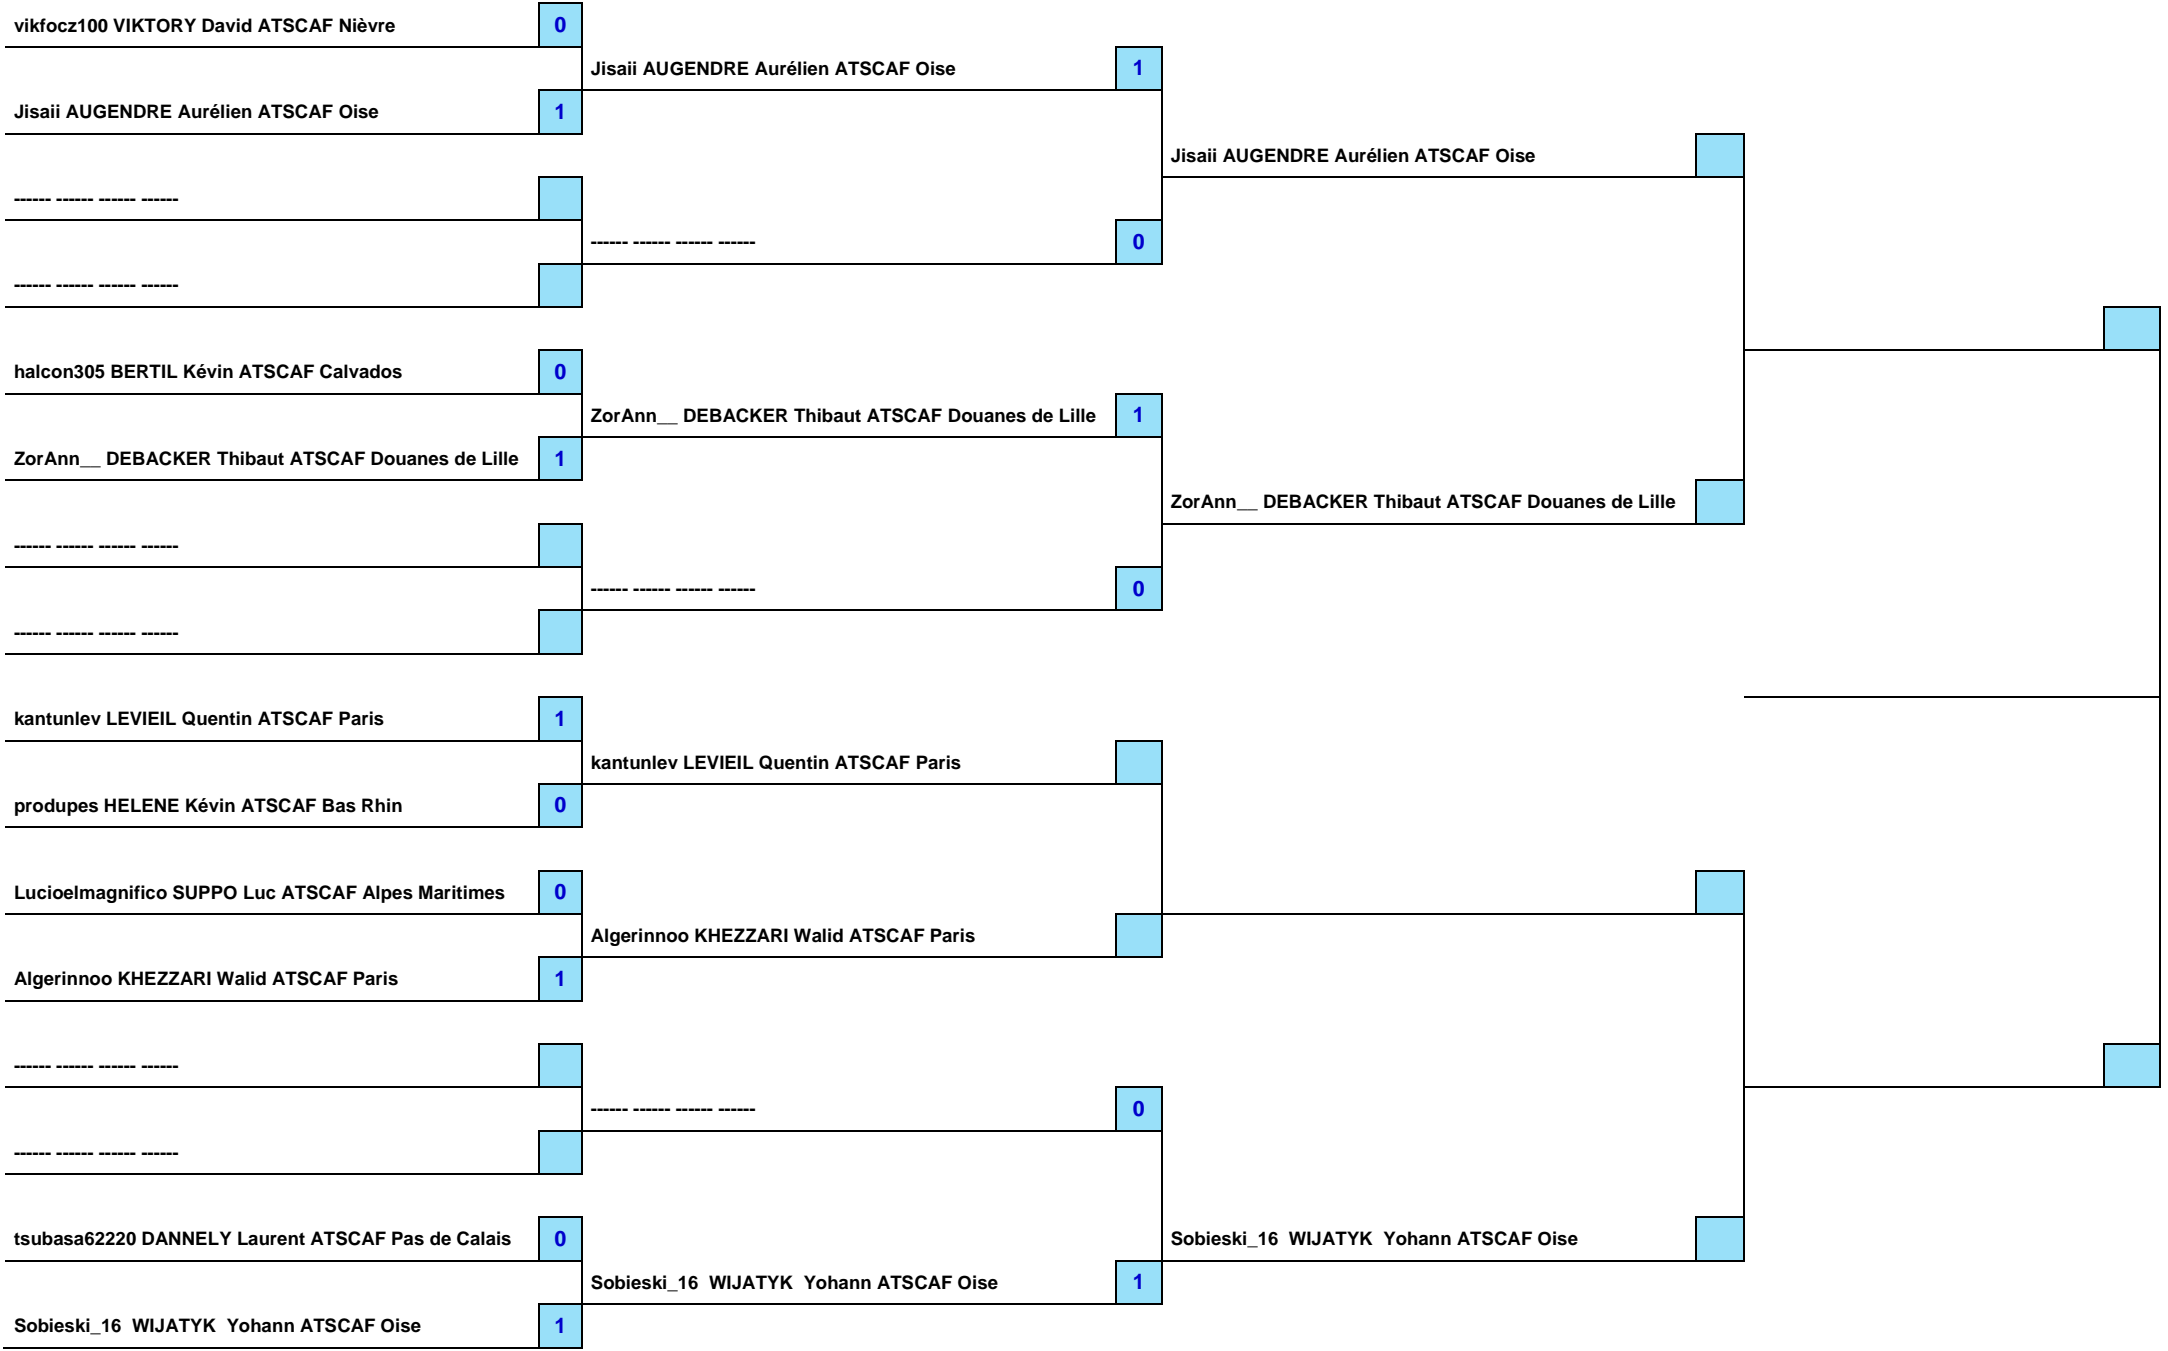 vikfocz100 VIKTORY David ATSCAF Nièvre 0
Jisaii AUGENDRE Aurélien ATSCAF Oise 1
Jisaii AUGENDRE Aurélien ATSCAF Oise 1
Jisaii AUGENDRE Aurélien ATSCAF Oise
------ ------ ------ ------
------ ------ ------ ------ 0
------ ------ ------ ------
halcon305 BERTIL Kévin ATSCAF Calvados 0
ZorAnn__ DEBACKER Thibaut ATSCAF Douanes de Lille 1
ZorAnn__ DEBACKER Thibaut ATSCAF Douanes de Lille 1
ZorAnn__ DEBACKER Thibaut ATSCAF Douanes de Lille
------ ------ ------ ------
------ ------ ------ ------ 0
------ ------ ------ ------
kantunlev LEVIEIL Quentin ATSCAF Paris 1
kantunlev LEVIEIL Quentin ATSCAF Paris
produpes HELENE Kévin ATSCAF Bas Rhin 0
Lucioelmagnifico SUPPO Luc ATSCAF Alpes Maritimes 0
Algerinnoo KHEZZARI Walid ATSCAF Paris
Algerinnoo KHEZZARI Walid ATSCAF Paris 1
------ ------ ------ ------
------ ------ ------ ------ 0
------ ------ ------ ------
tsubasa62220 DANNELY Laurent ATSCAF Pas de Calais 0
Sobieski_16  WIJATYK  Yohann ATSCAF Oise
Sobieski_16  WIJATYK  Yohann ATSCAF Oise 1
Sobieski_16  WIJATYK  Yohann ATSCAF Oise 1